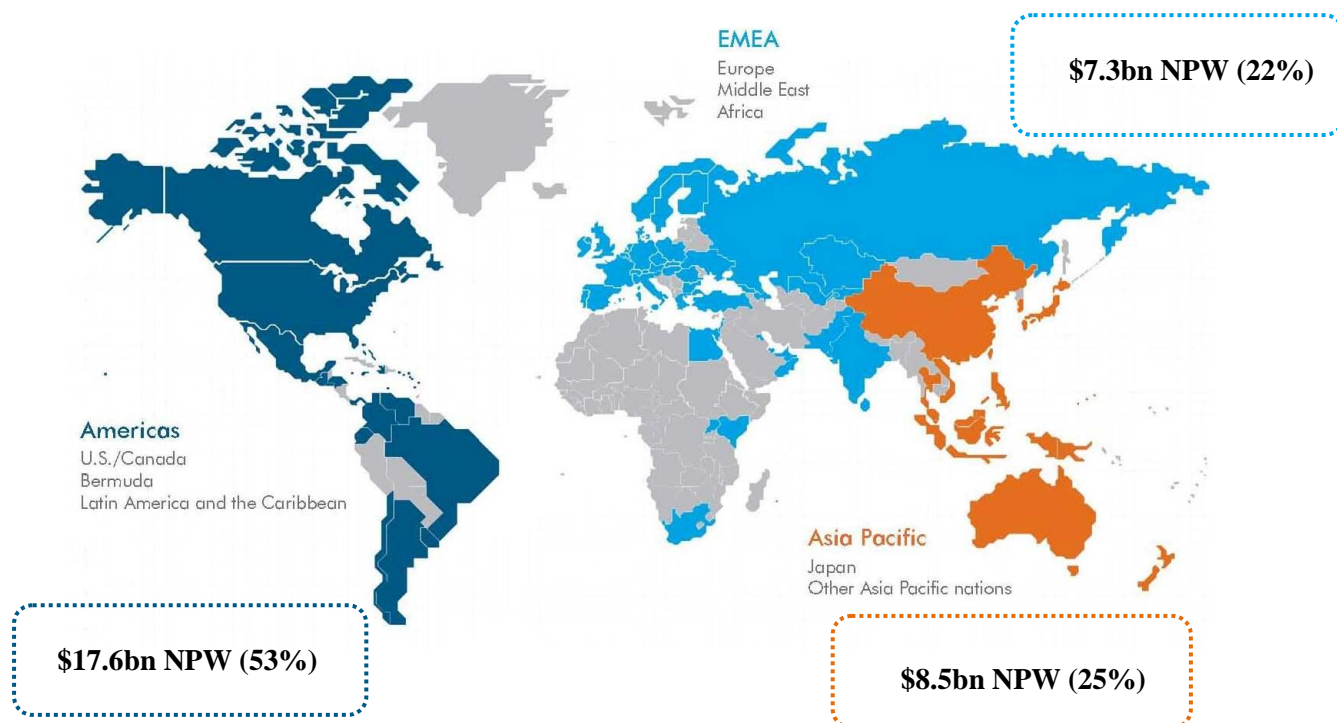 EMEA
Europe
Middle East
Africa
$7.3bn NPW (22%)
Americas
U.S./Canada
Bermuda
Latin America and the Caribbean
$17.6bn NPW (53%)
Asia Pacific
Japan
Other Asia Pacific nations
$8.5bn NPW (25%)